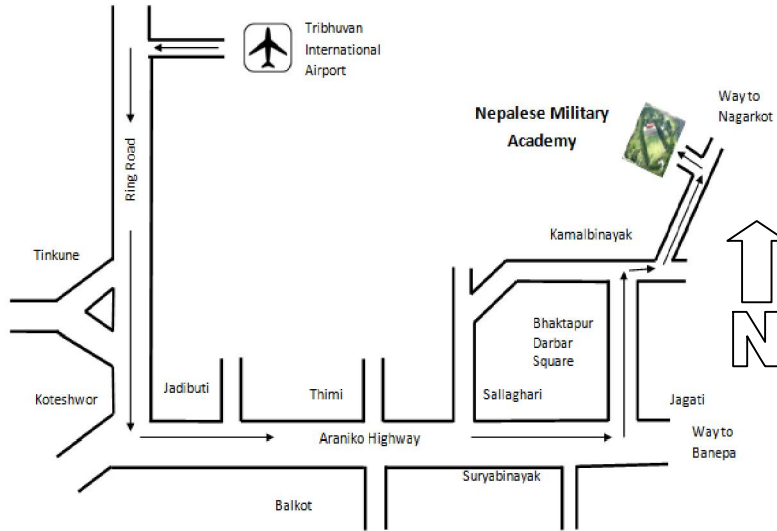 Tribhuvan
International
Airport
Way to
Nagarkot
Nepalese Military
Academy
Ring Road
Kamalbinayak
Tinkune
Bhaktapur
Darbar
Square
N
Koteshwor
Jadibuti
Thimi
Sallaghari
Jagati
Araniko Highway
Way to
Banepa
Suryabinayak
Balkot